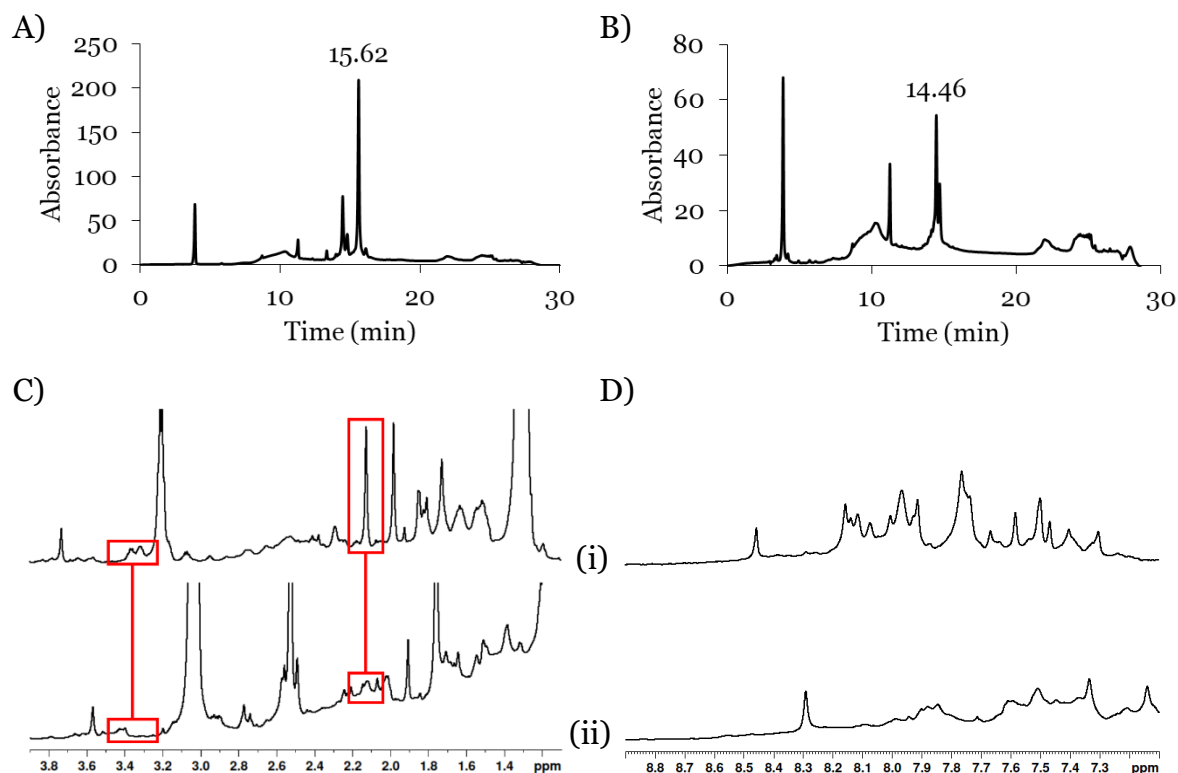 A)
250
200
150
100
50
0
Absorbance
15.62
0 10 20 30
Time (min)
B)
80
60
40
20
0
Absorbance
14.46
0 10 20 30
Time (min)
C)
3.8 3.6 3.4 3.2 3.0 2.8 2.6 2.4 2.2 2.0 1.8 1.6 1.4 ppm
D)
(i)
(ii)
8.8 8.7 8.6 8.5 8.4 8.3 8.2 8.1 8.0 7.9 7.8 7.7 7.6 7.5 7.4 7.3 ppm